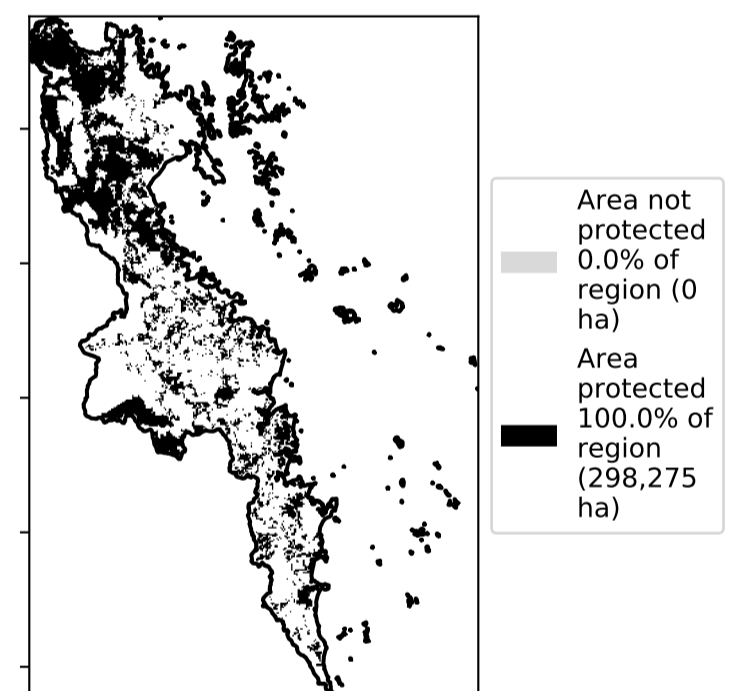 Area not
protected
0.0% of
region (0
ha)
Area
protected
100.0% of
region
(298,275
ha)